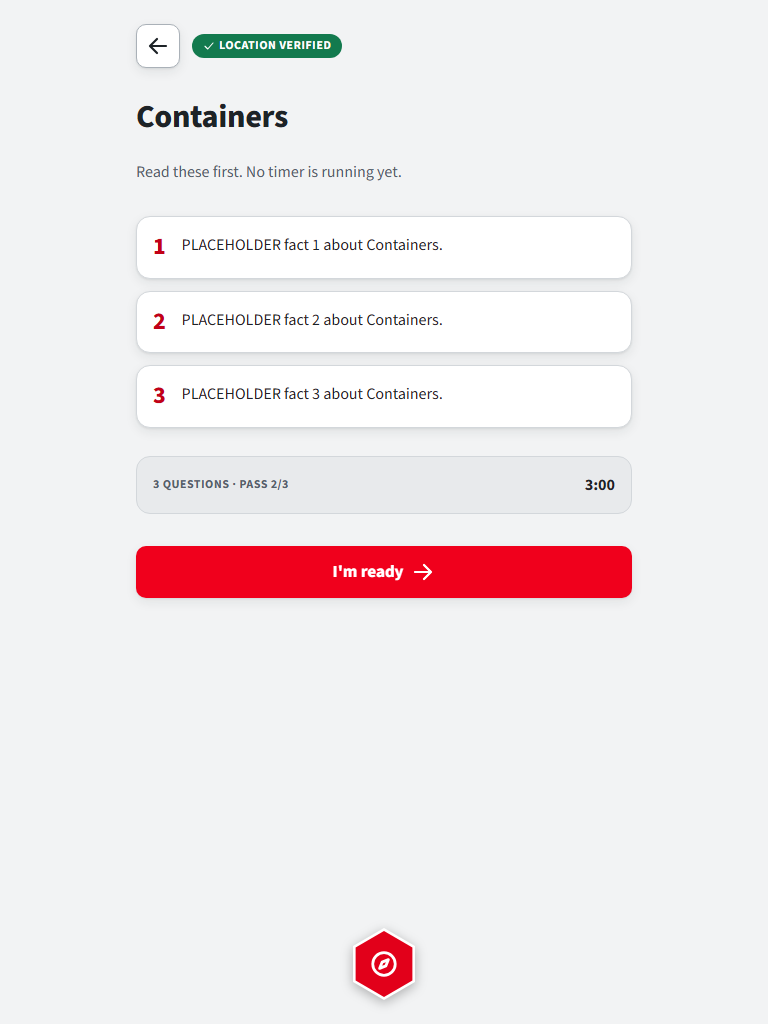 LOCATION VERIFIED
Containers
Read these first. No timer is running yet.
1 PLACEHOLDER fact 1 about Containers.
2 PLACEHOLDER fact 2 about Containers.
3 PLACEHOLDER fact 3 about Containers.
3 QUESTIONS · PASS 2/3 3:00
I'm ready